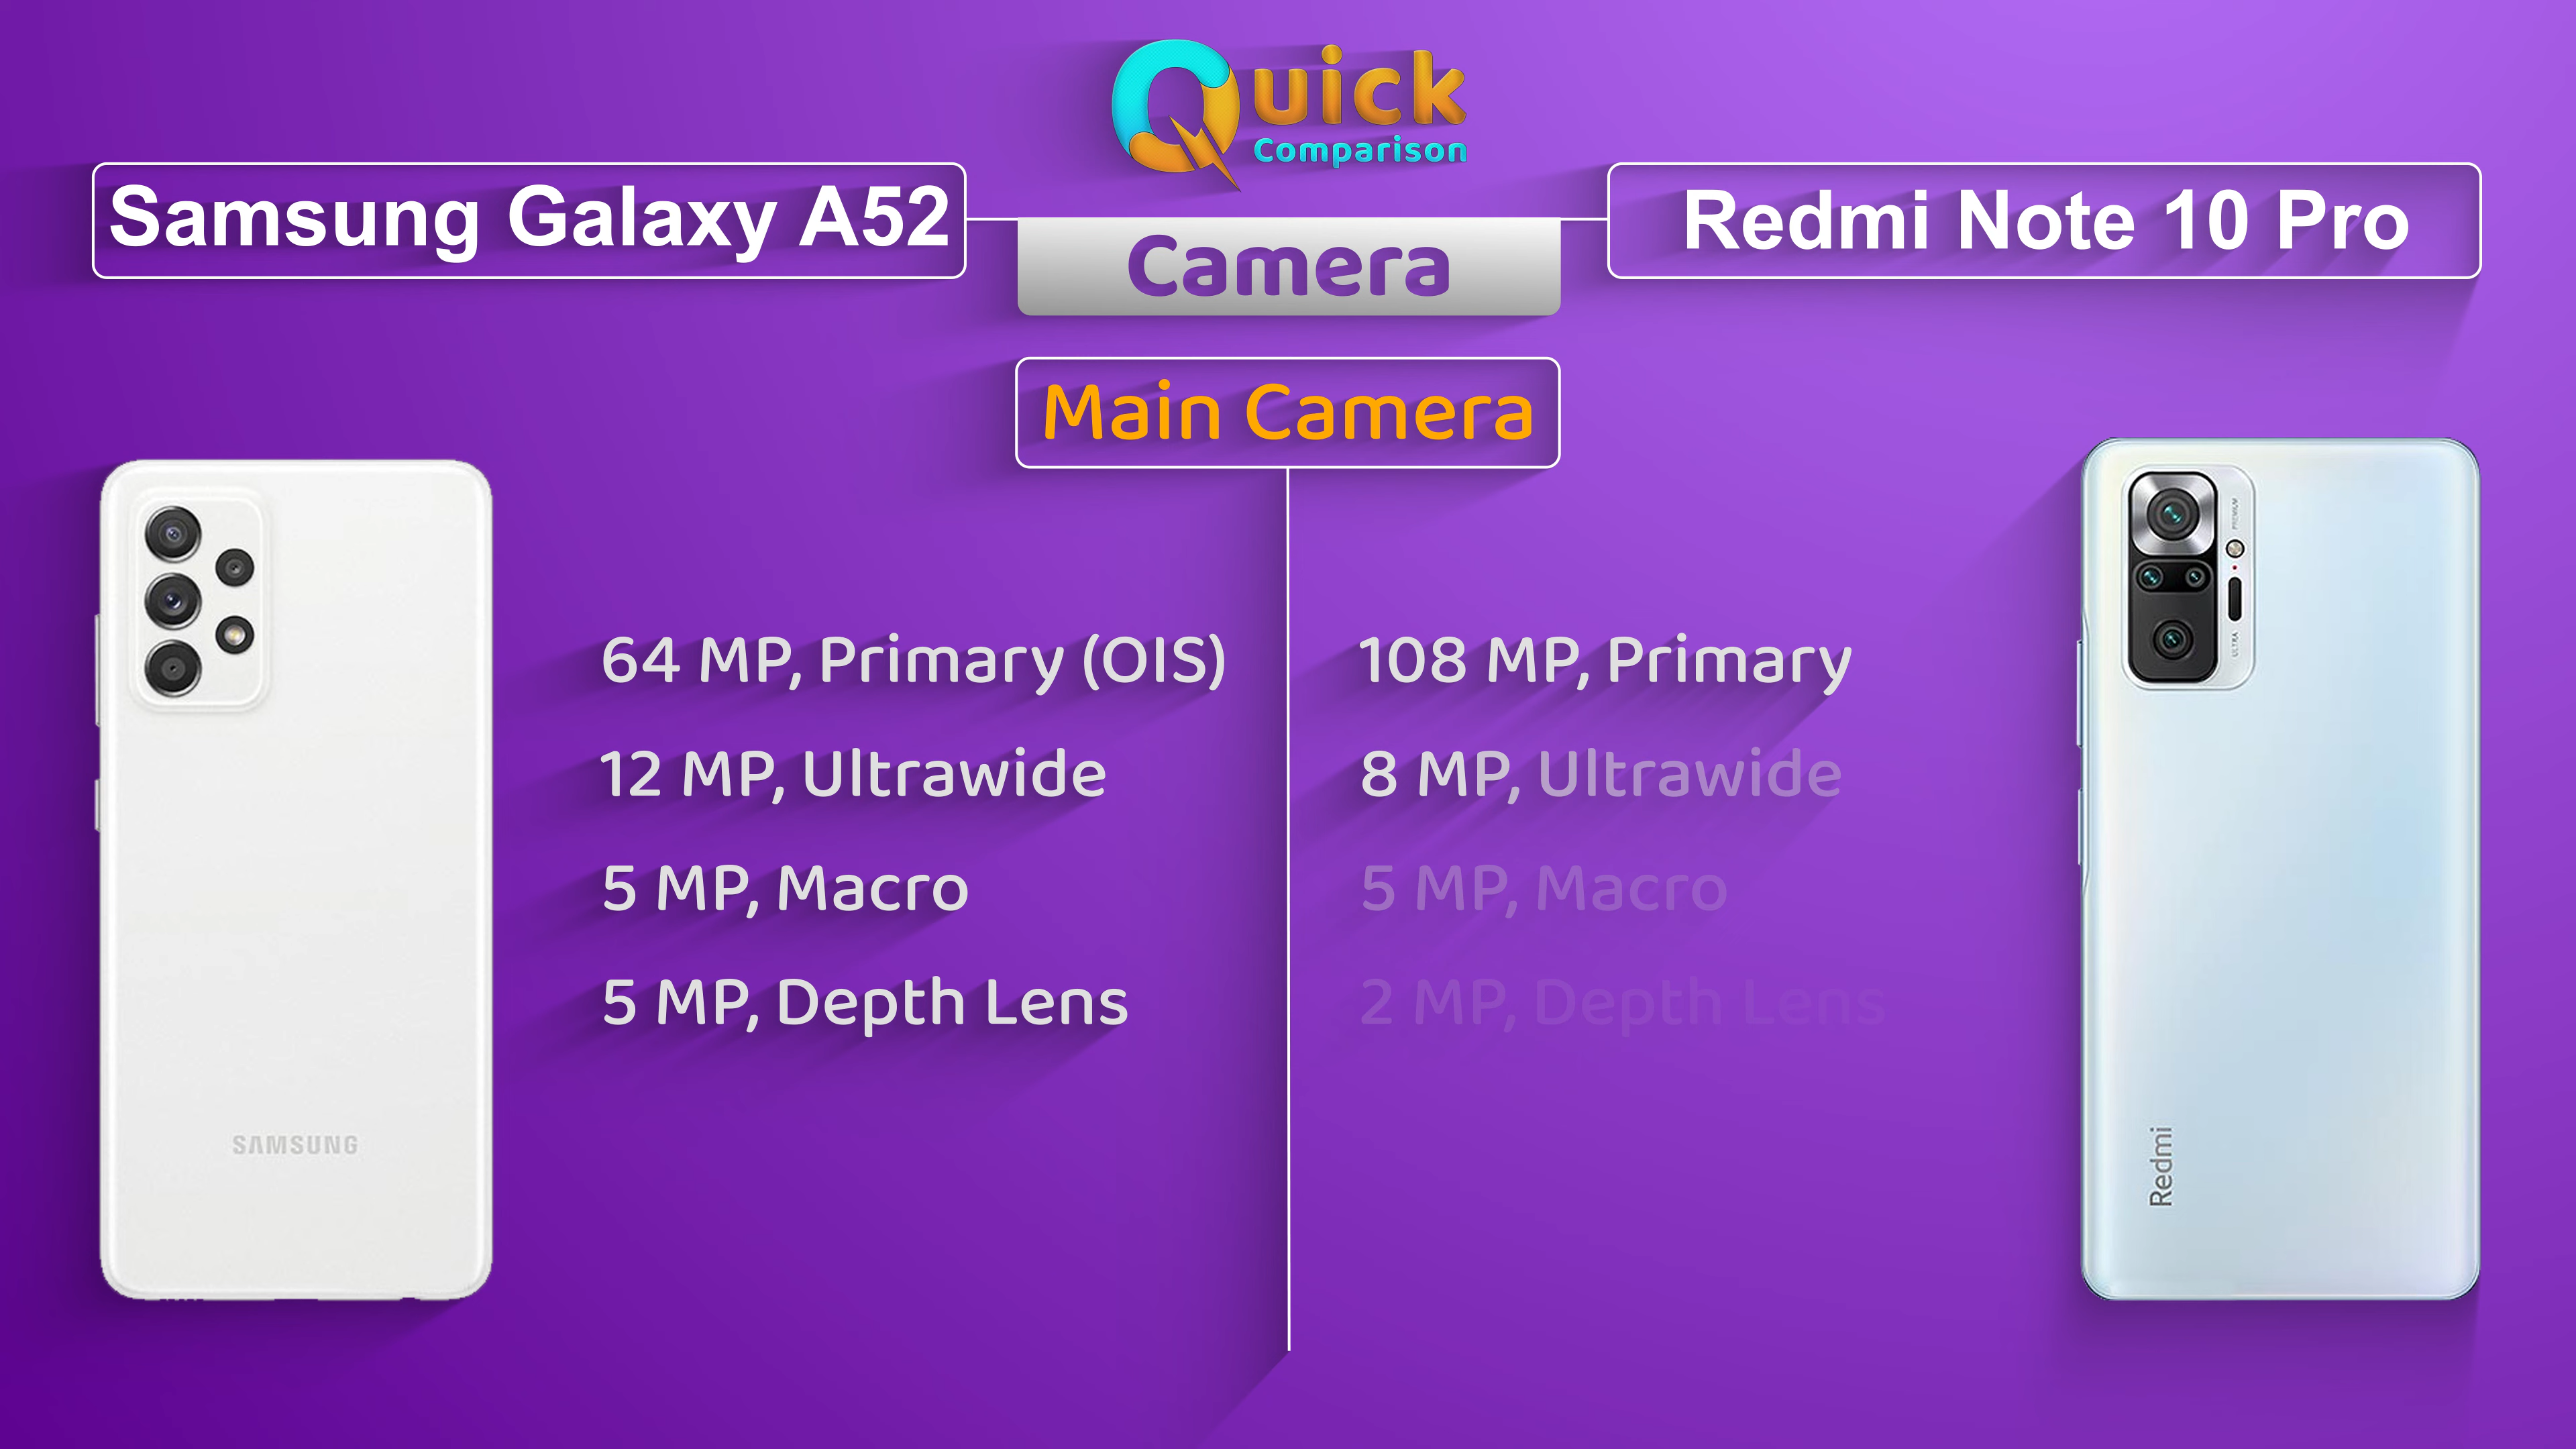 Quick
Comparison
Samsung Galaxy A52
Camera
Redmi Note 10 Pro
Main Camera
64 MP, Primary (OIS)
12 MP, Ultrawide
5 MP, Macro
5 MP, Depth Lens
108 MP, Primary
8 MP, Ultrawide
5 MP, Macro
2 MP, Depth Lens
SAMSUNG
PREMIUM
ULTRA
Redmi